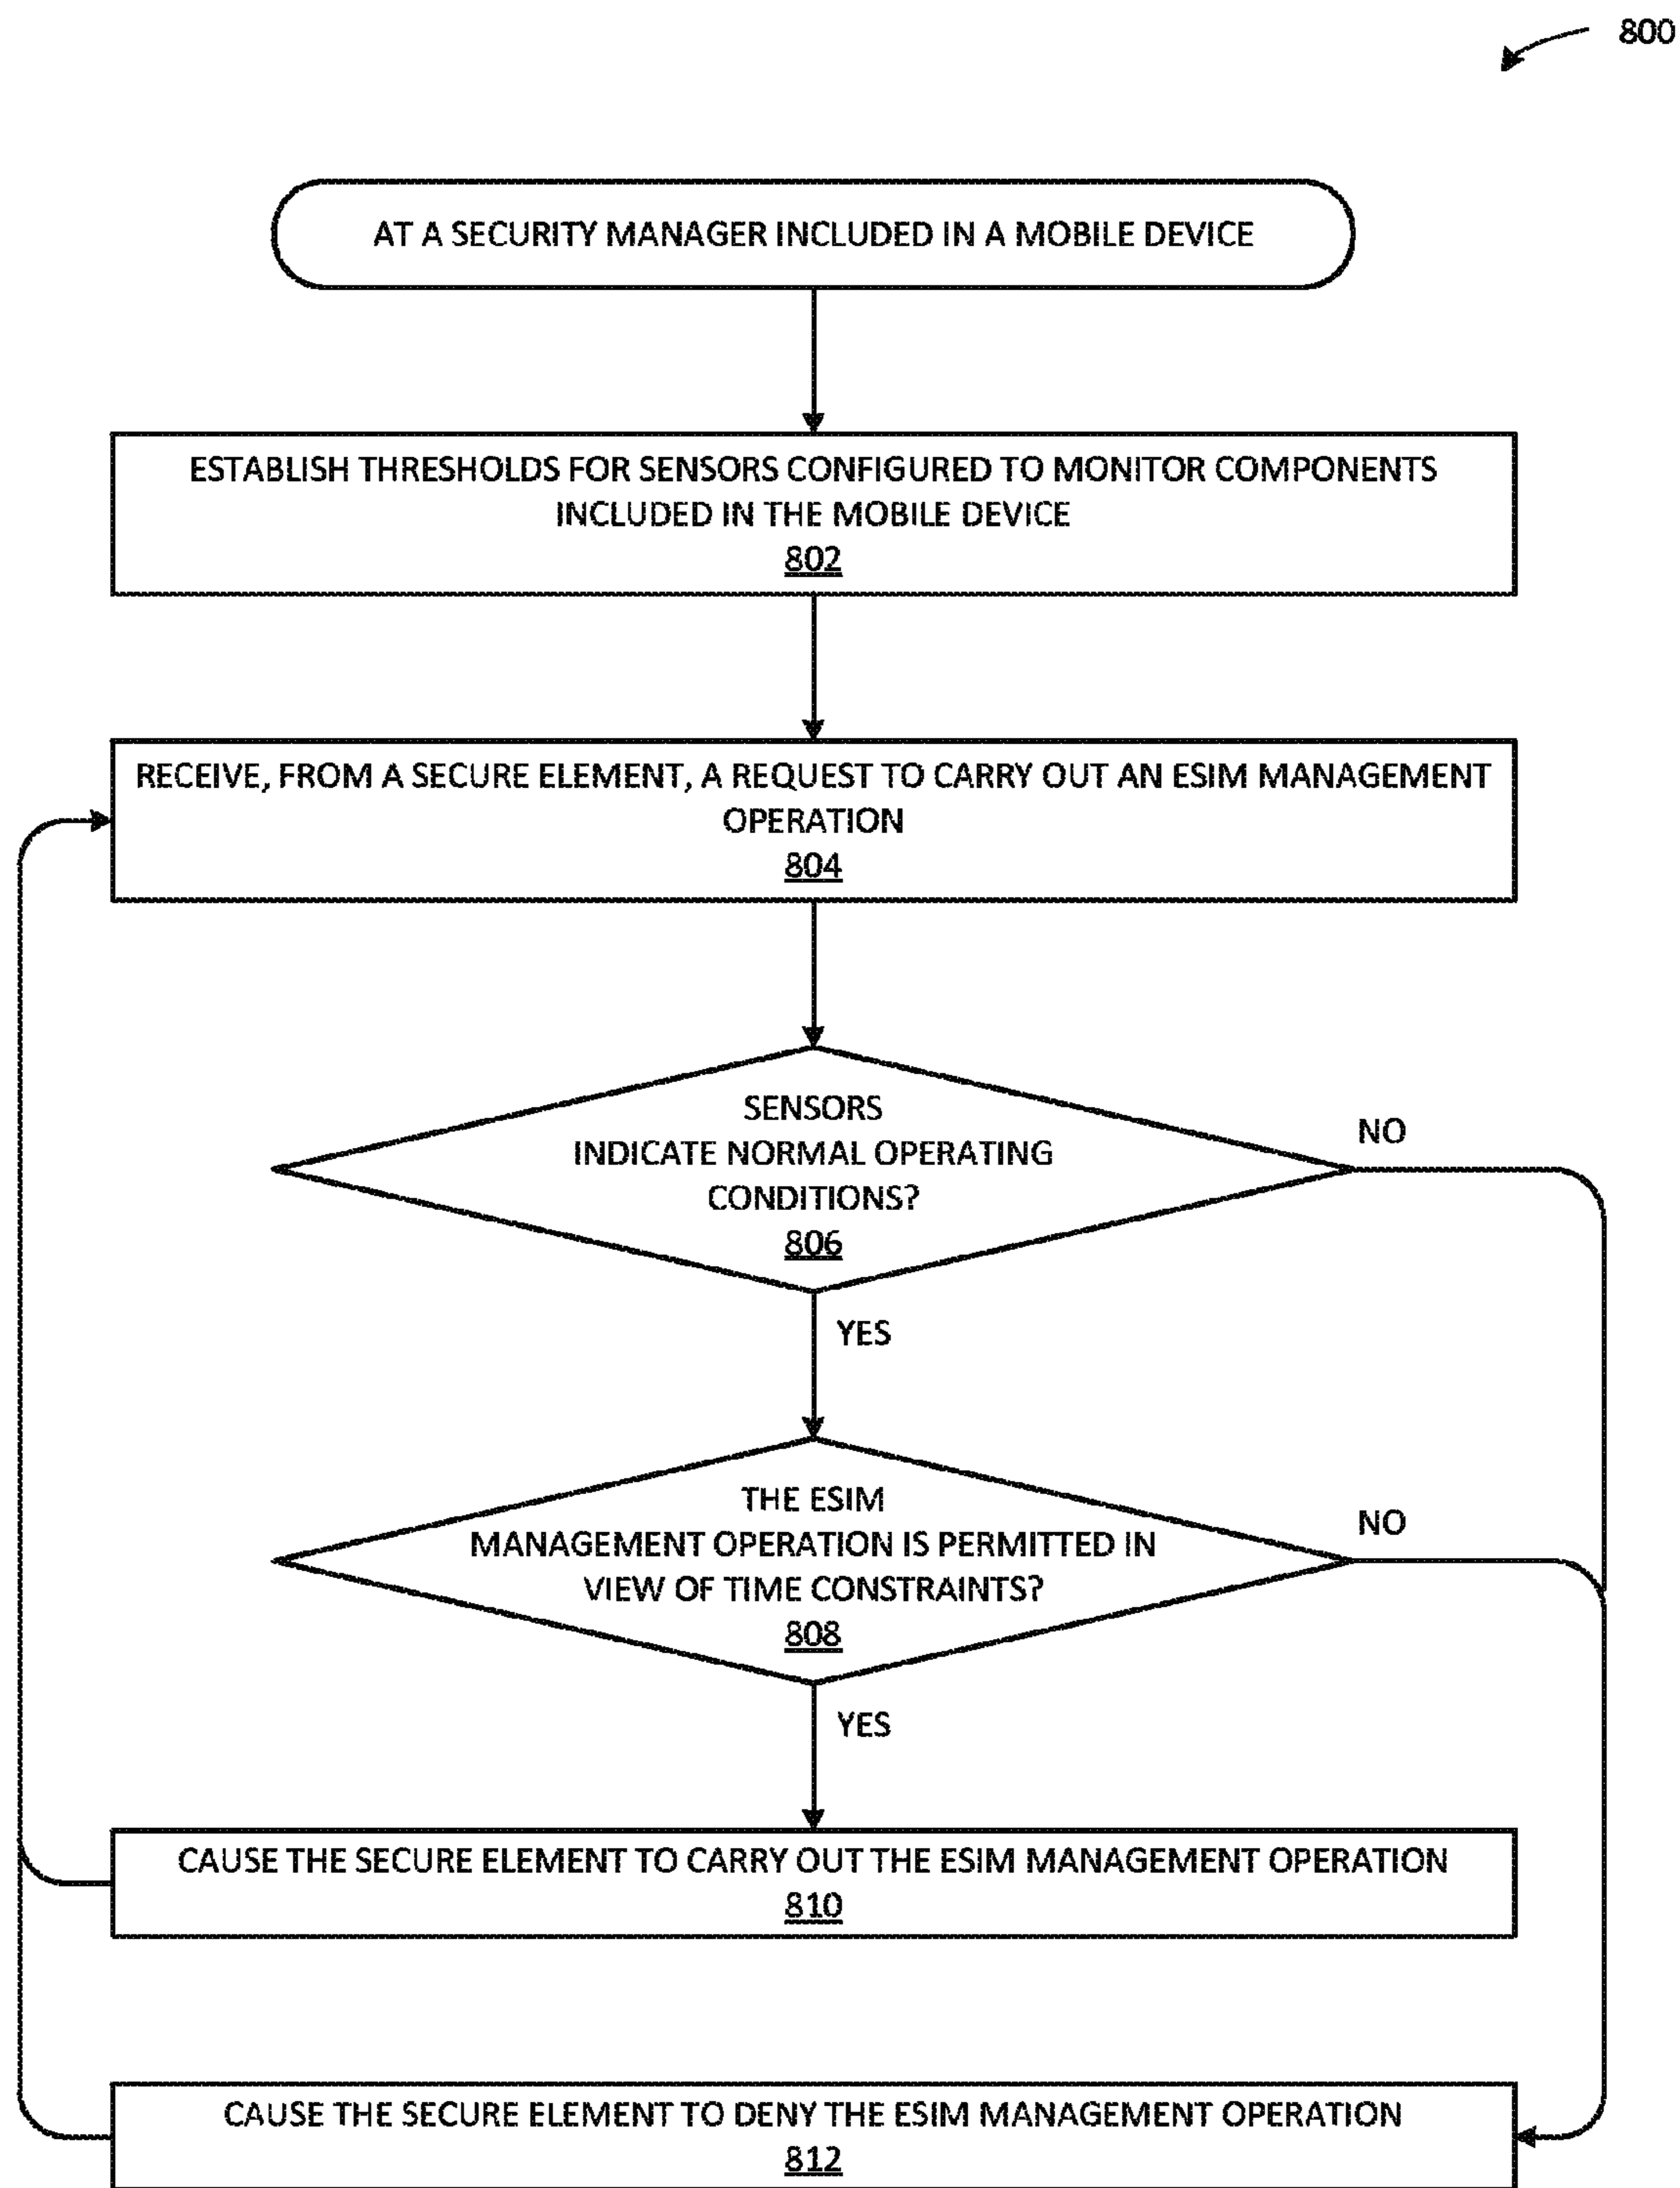 800
AT A SECURITY MANAGER INCLUDED IN A MOBILE DEVICE
ESTABLISH THRESHOLDS FOR SENSORS CONFIGURED TO MONITOR COMPONENTS
INCLUDED IN THE MOBILE DEVICE
802
RECEIVE, FROM A SECURE ELEMENT, A REQUEST TO CARRY OUT AN ESIM MANAGEMENT
OPERATION
804
SENSORS
INDICATE NORMAL OPERATING
CONDITIONS?
806
NO
YES
THE ESIM
MANAGEMENT OPERATION IS PERMITTED IN
VIEW OF TIME CONSTRAINTS?
808
NO
YES
CAUSE THE SECURE ELEMENT TO CARRY OUT THE ESIM MANAGEMENT OPERATION
810
CAUSE THE SECURE ELEMENT TO DENY THE ESIM MANAGEMENT OPERATION
812